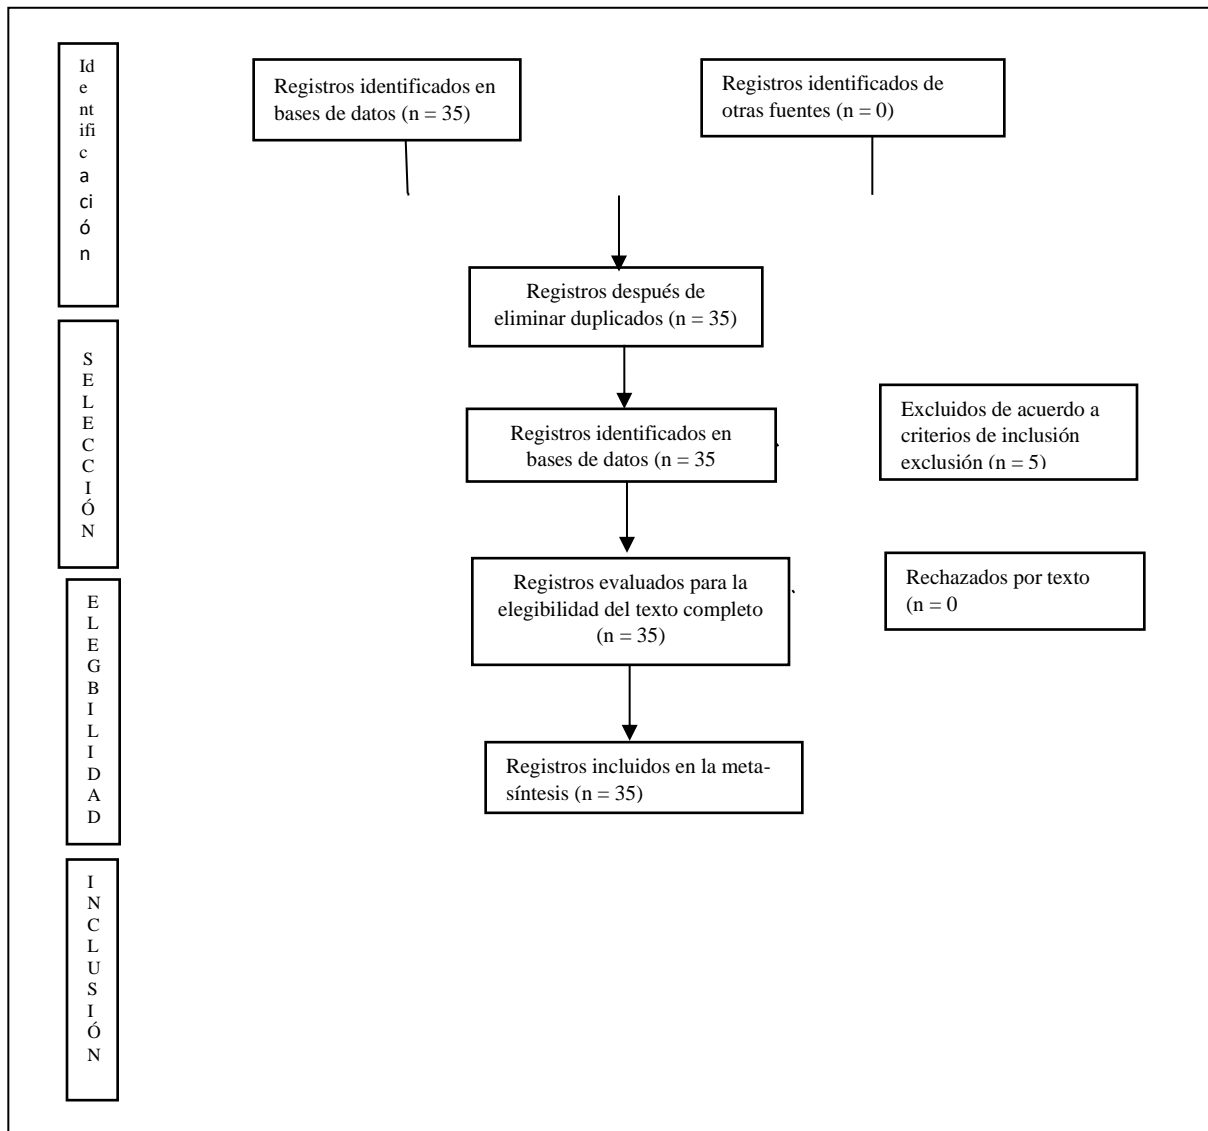 Id
e
nt
ifi
c
a
ci
ó
n
Registros identificados en
bases de datos (n = 35)
Registros identificados de
otras fuentes (n = 0)
Registros después de
eliminar duplicados (n = 35)
S
E
L
E
C
C
I
Ó
N
Registros identificados en
bases de datos (n = 35
Excluidos de acuerdo a
criterios de inclusión
exclusión (n = 5)
E
L
E
G
B
I
L
I
D
A
D
Registros evaluados para la
elegibilidad del texto completo
(n = 35)
Rechazados por texto
(n = 0
Registros incluidos en la meta-
síntesis (n = 35)
I
N
C
L
U
S
I
Ó
N